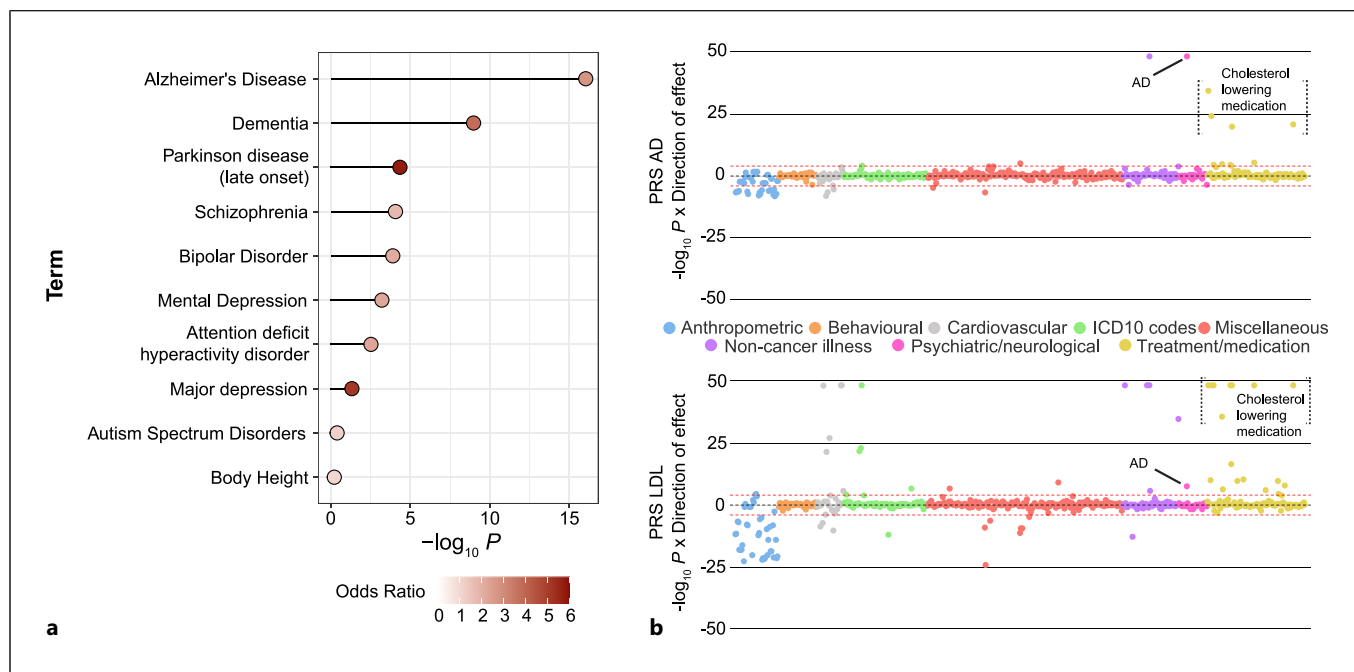 Alzheimer's Disease
Dementia
Parkinson disease
(late onset)
Schizophrenia
Bipolar Disorder
Mental Depression
Attention deficit
hyperactivity disorder
Major depression
Autism Spectrum Disorders
Body Height
Term
0 5 10 15
−log10 P
Odds Ratio
0 1 2 3 4 5 6
a
50
25
0
-25
-50
PRS AD
-log10 P x Direction of effect
AD
Cholesterol
lowering
medication
Anthropometric Behavioural Cardiovascular ICD10 codes Miscellaneous
Non-cancer illness Psychiatric/neurological Treatment/medication
50
25
0
-25
-50
PRS LDL
-log10 P x Direction of effect
AD
Cholesterol
lowering
medication
b